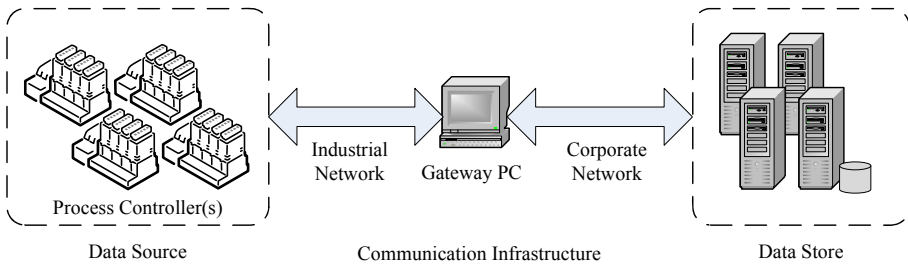 Industrial
Network
Gateway PC
Corporate
Network
Process Controller(s)
Data Source
Communication Infrastructure
Data Store